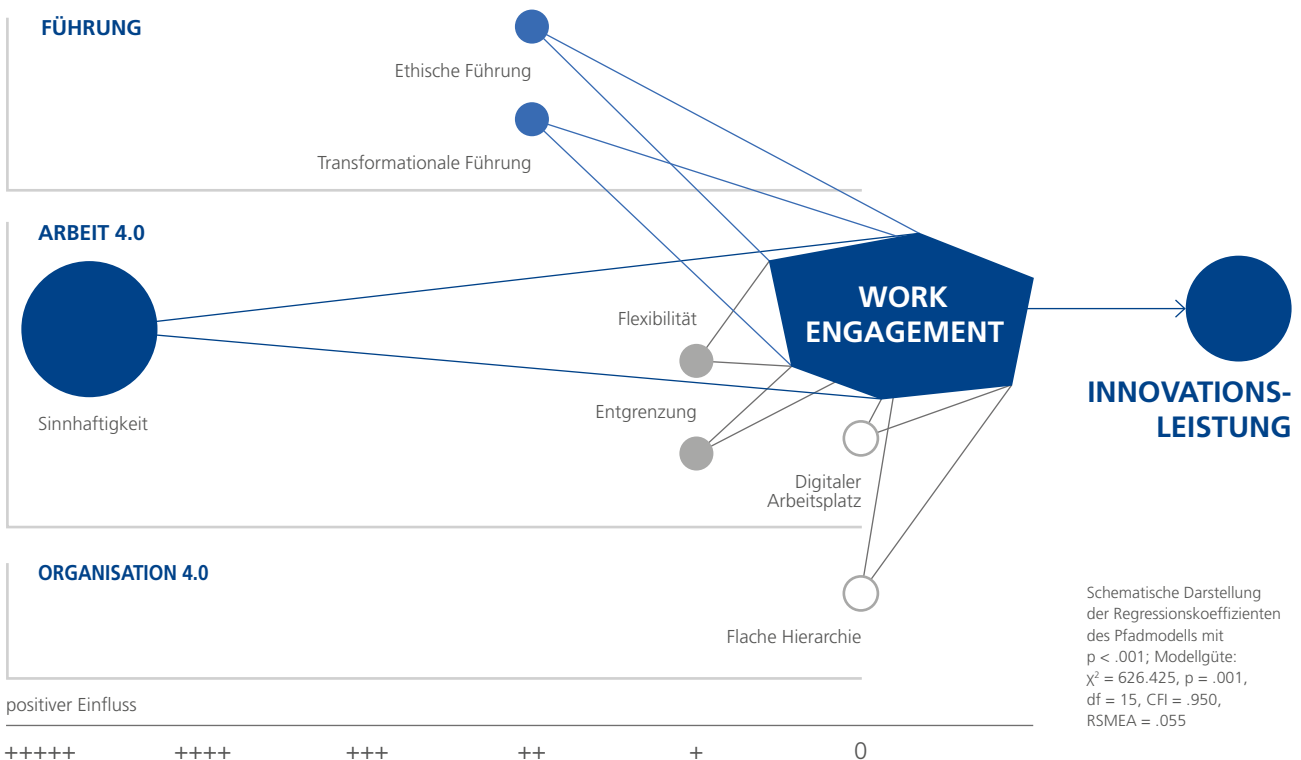 FÜHRUNG
Ethische Führung
Transformationale Führung
ARBEIT 4.0
Sinnhaftigkeit
Flexibilität
Entgrenzung
Digitaler
Arbeitsplatz
WORK
ENGAGEMENT
INNOVATIONS-
LEISTUNG
ORGANISATION 4.0
Flache Hierarchie
Schematische Darstellung
der Regressionskoeffizienten
des Pfadmodells mit
p < .001; Modellgüte:
χ² = 626.425, p = .001,
df = 15, CFI = .950,
RSMEA = .055
positiver Einfluss
+++++ ++++ +++ ++ + 0